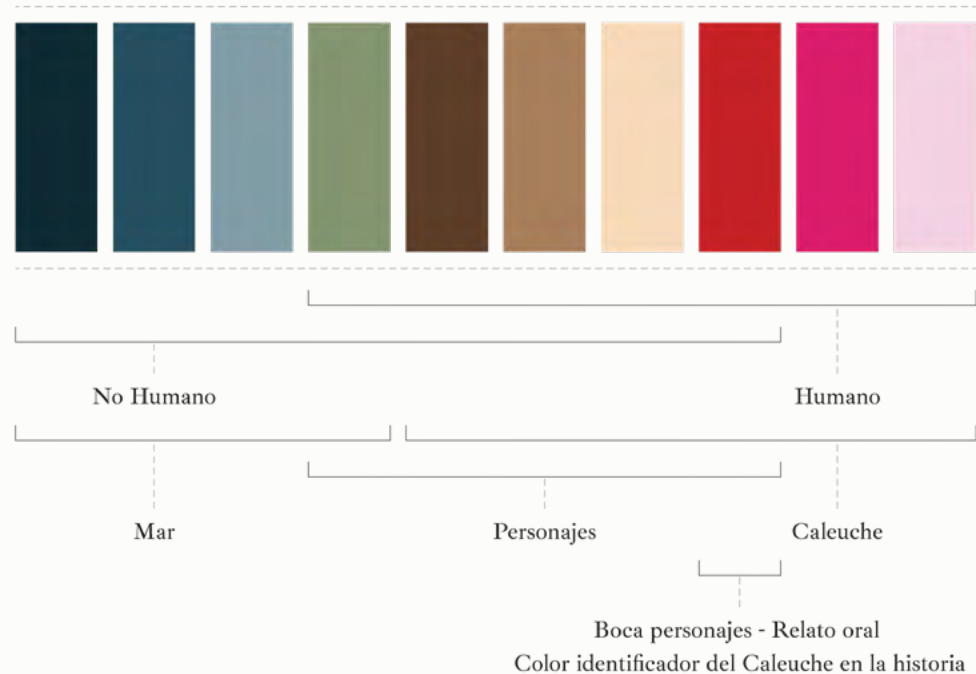 No Humano
Humano
Mar
Personajes
Caleuche
Boca personajes - Relato oral
Color identificador del Caleuche en la historia